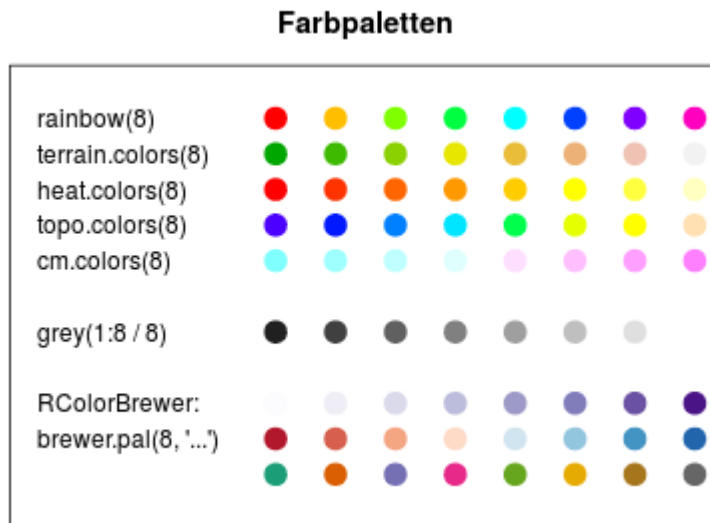 Farbpaletten
rainbow(8)
terrain.colors(8)
heat.colors(8)
topo.colors(8)
cm.colors(8)
grey(1:8 / 8)
RColorBrewer:
brewer.pal(8, '...')